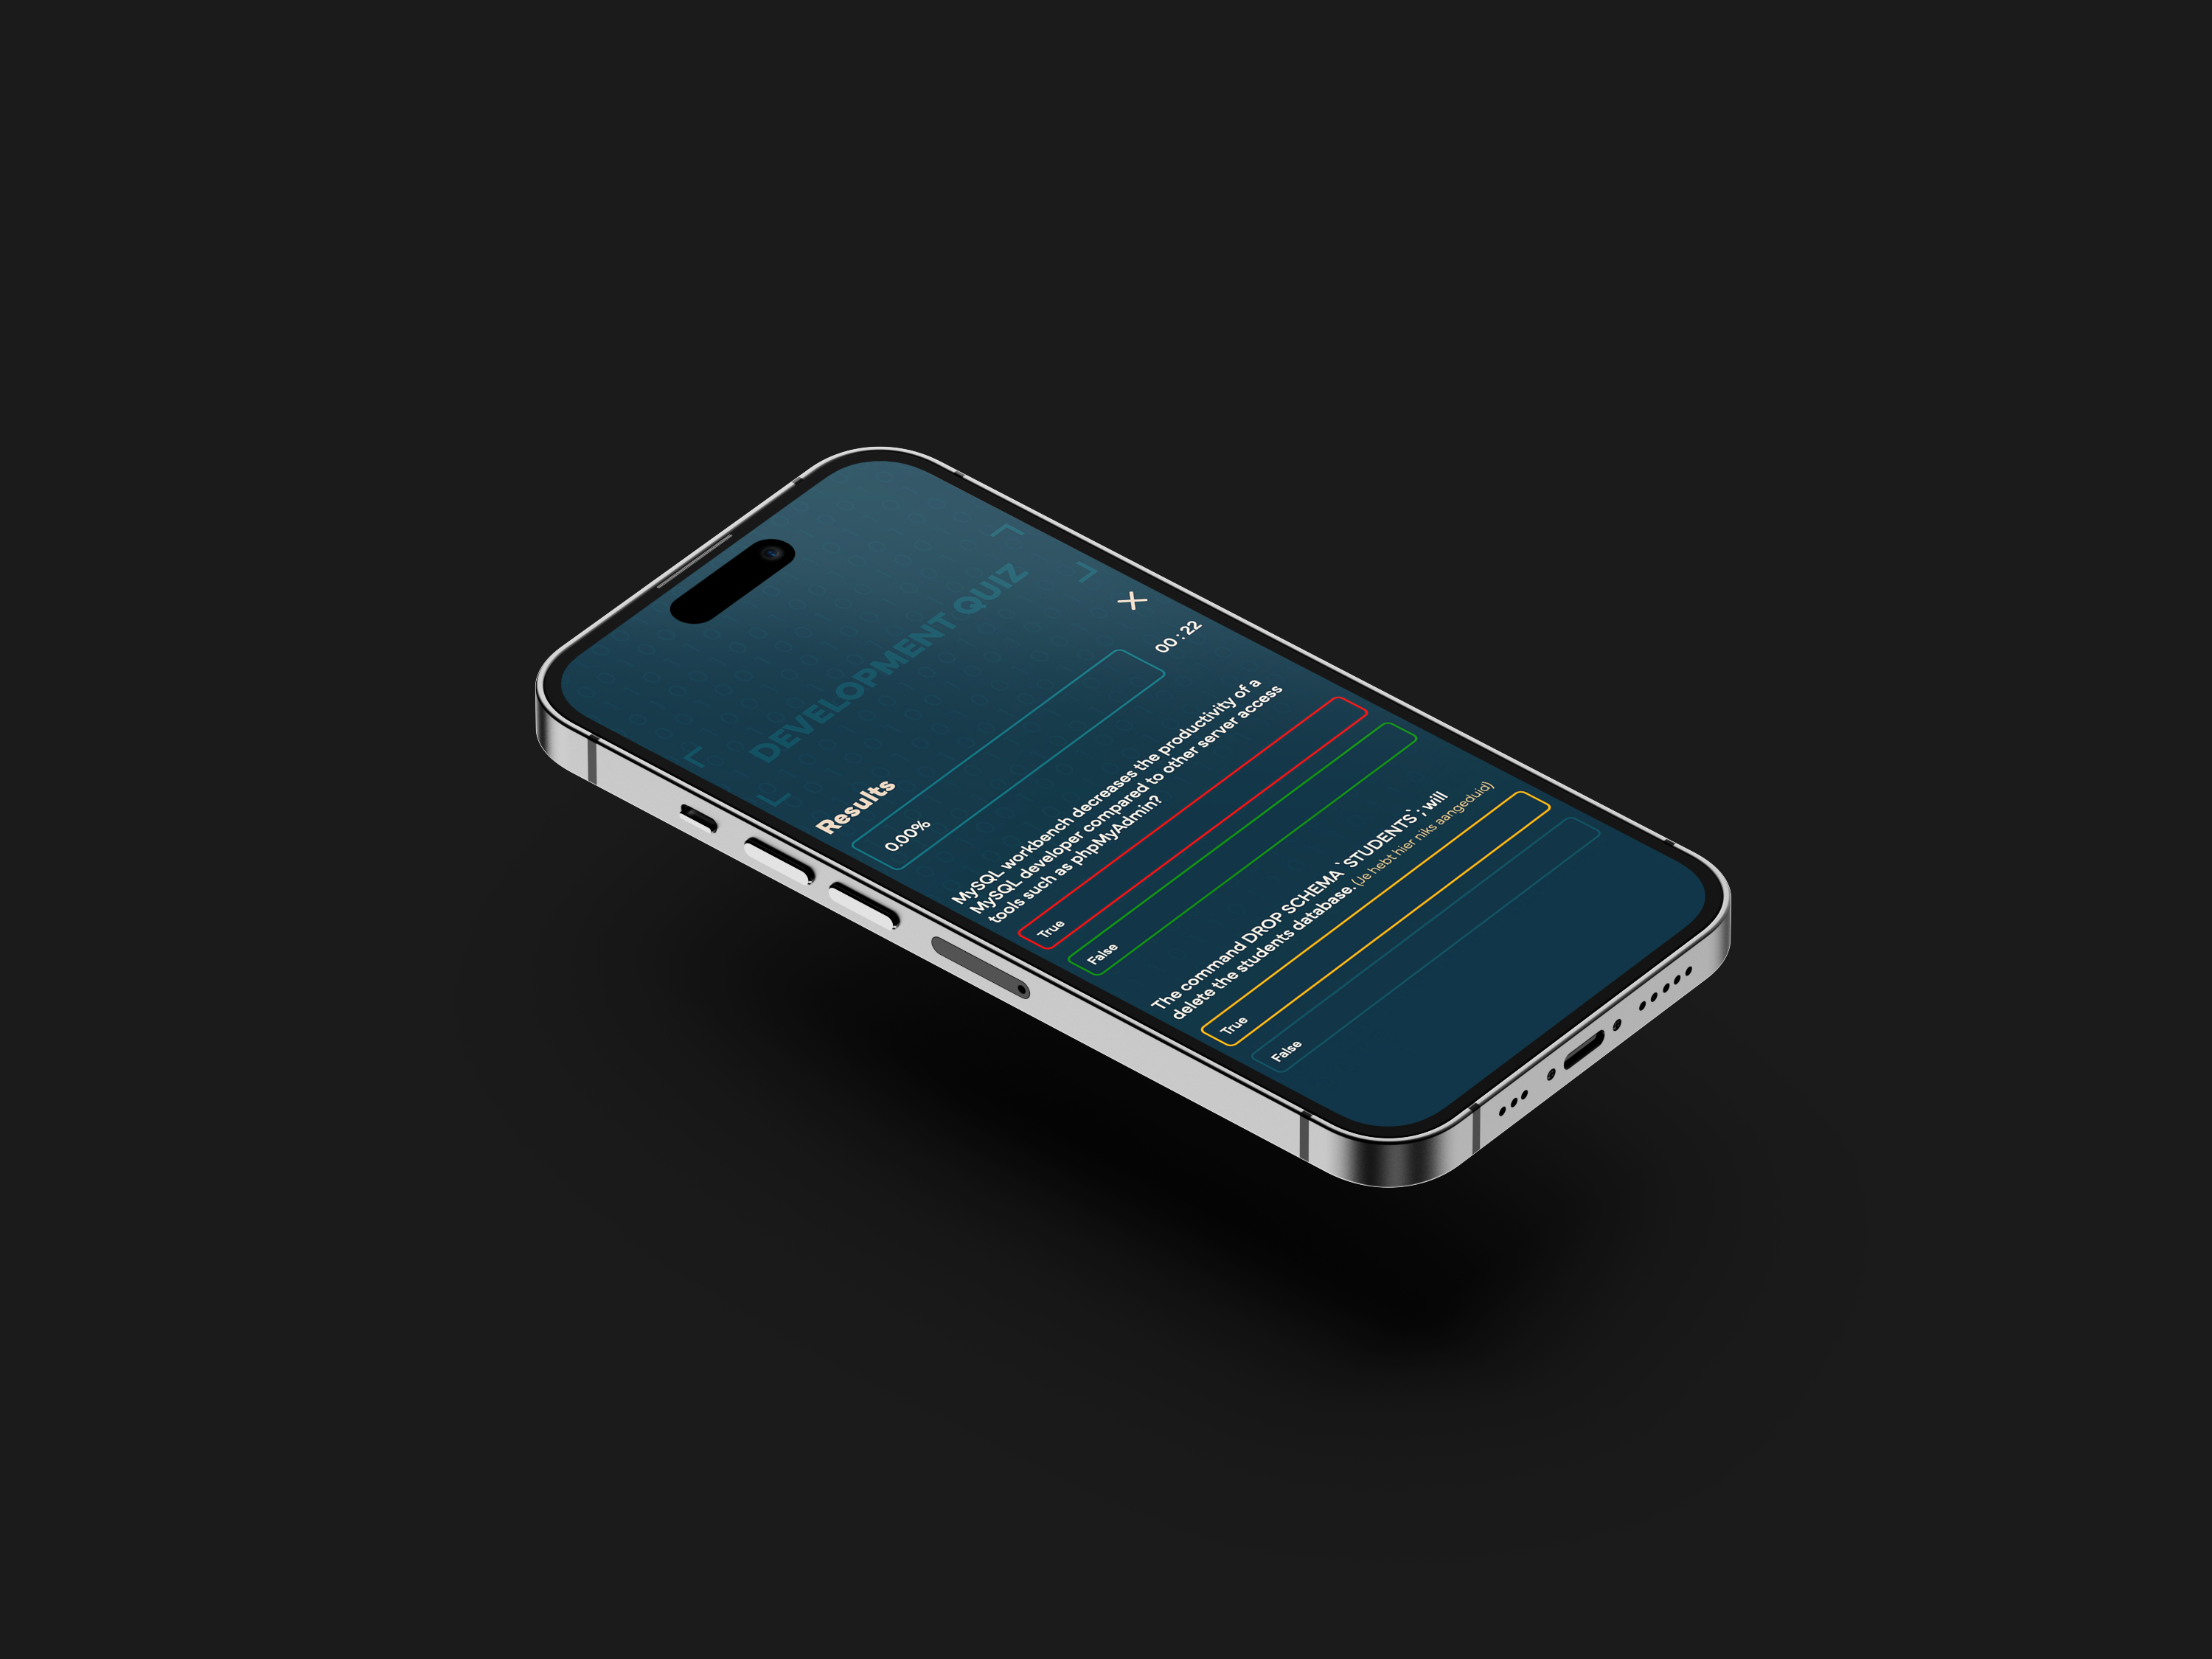 DEVELOPMENT QUIZ
Results
0.00%
00 : 22
MySQL workbench decreases the productivity of a
MySQL developer compared to other server access
tools such as phpMyAdmin?
True
False
The command DROP SCHEMA `STUDENTS`; will
delete the students database. (Je hebt hier niks aangeduid)
True
False